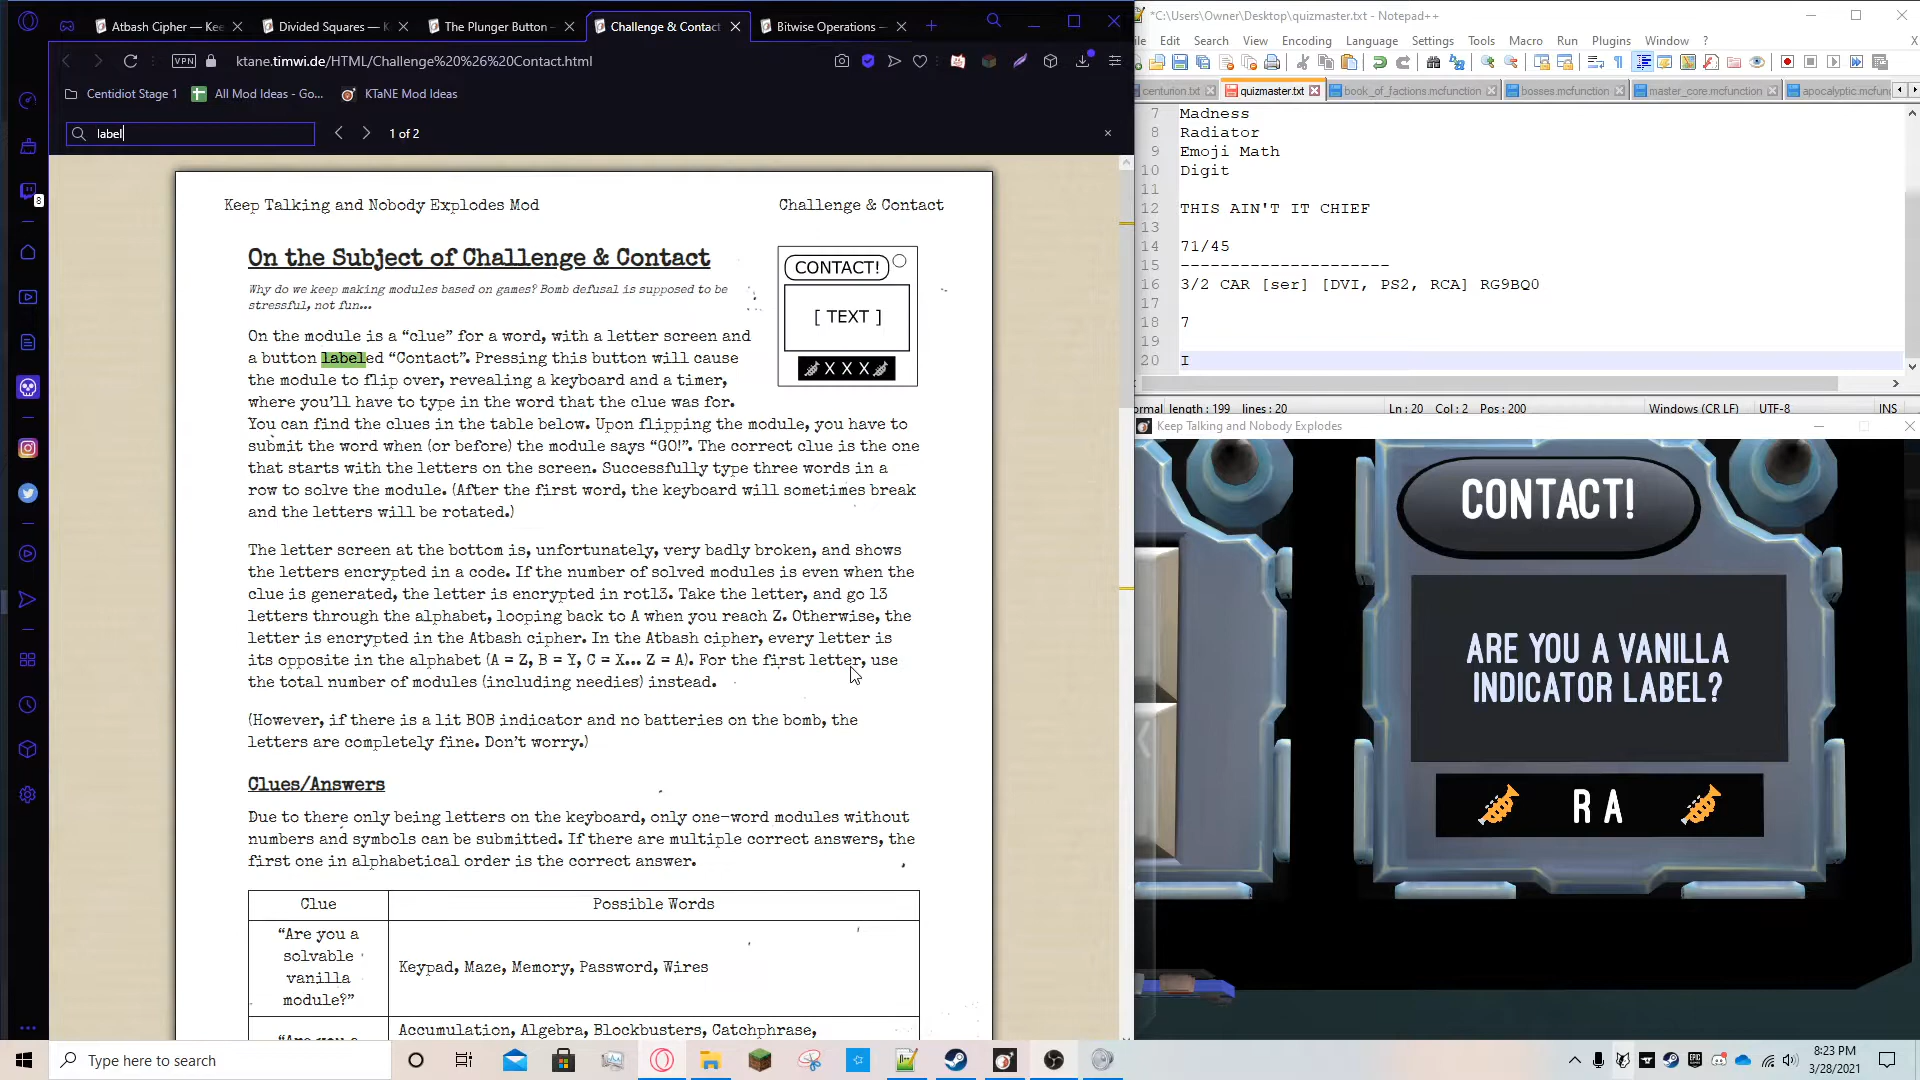 Atbash Cipher — Kee
Divided Squares — K
The Plunger Button —
Challenge & Contact
Bitwise Operations —
VPN
ktane.timwi.de/HTML/Challenge%20%26%20Contact.html
Centidiot Stage 1
All Mod Ideas - Go...
KTaNE Mod Ideas
label
1 of 2
8
Keep Talking and Nobody Explodes Mod
Challenge & Contact
On the Subject of Challenge & Contact
Why do we keep making modules based on games? Bomb defusal is supposed to be
stressful, not fun...
CONTACT!
[ TEXT ]
X X X
On the module is a “clue” for a word, with a letter screen and
a button labeled “Contact”. Pressing this button will cause
the module to flip over, revealing a keyboard and a timer,
where you’ll have to type in the word that the clue was for.
You can find the clues in the table below. Upon flipping the module, you have to
submit the word when (or before) the module says “GO!”. The correct clue is the one
that starts with the letters on the screen. Successfully type three words in a
row to solve the module. (After the first word, the keyboard will sometimes break
and the letters will be rotated.)
The letter screen at the bottom is, unfortunately, very badly broken, and shows
the letters encrypted in a code. If the number of solved modules is even when the
clue is generated, the letter is encrypted in rot13. Take the letter, and go 13
letters through the alphabet, looping back to A when you reach Z. Otherwise, the
letter is encrypted in the Atbash cipher. In the Atbash cipher, every letter is
its opposite in the alphabet (A = Z, B = Y, C = X... Z = A). For the first letter, use
the total number of modules (including needies) instead.
(However, if there is a lit BOB indicator and no batteries on the bomb, the
letters are completely fine. Don’t worry.)
Clues/Answers
Due to there only being letters on the keyboard, only one-word modules without
numbers and symbols can be submitted. If there are multiple correct answers, the
first one in alphabetical order is the correct answer.
Clue
Possible Words
“Are you a
solvable
vanilla
module?”
Keypad, Maze, Memory, Password, Wires
Accumulation, Algebra, Blockbusters, Catchphrase,
*C:\Users\Owner\Desktop\quizmaster.txt - Notepad++
ile Edit Search View Encoding Language Settings Tools Macro Run Plugins Window ?
X
centurion.txt
quizmaster.txt
book_of_factions.mcfunction
bosses.mcfunction
master_core.mcfunction
apocalyptic.mcfun
7 Madness
8 Radiator
9 Emoji Math
10 Digit
11
12 THIS AIN'T IT CHIEF
13
14 71/45
15 ----------------------
16 3/2 CAR [ser] [DVI, PS2, RCA] RG9BQ0
17
18 7
19
20
ormal length : 199 lines : 20
Ln : 20 Col : 2 Pos : 200
Windows (CR LF)
UTF-8
INS
Keep Talking and Nobody Explodes
CONTACT!
ARE YOU A VANILLA
INDICATOR LABEL?
R A
Type here to search
8:23 PM
3/28/2021